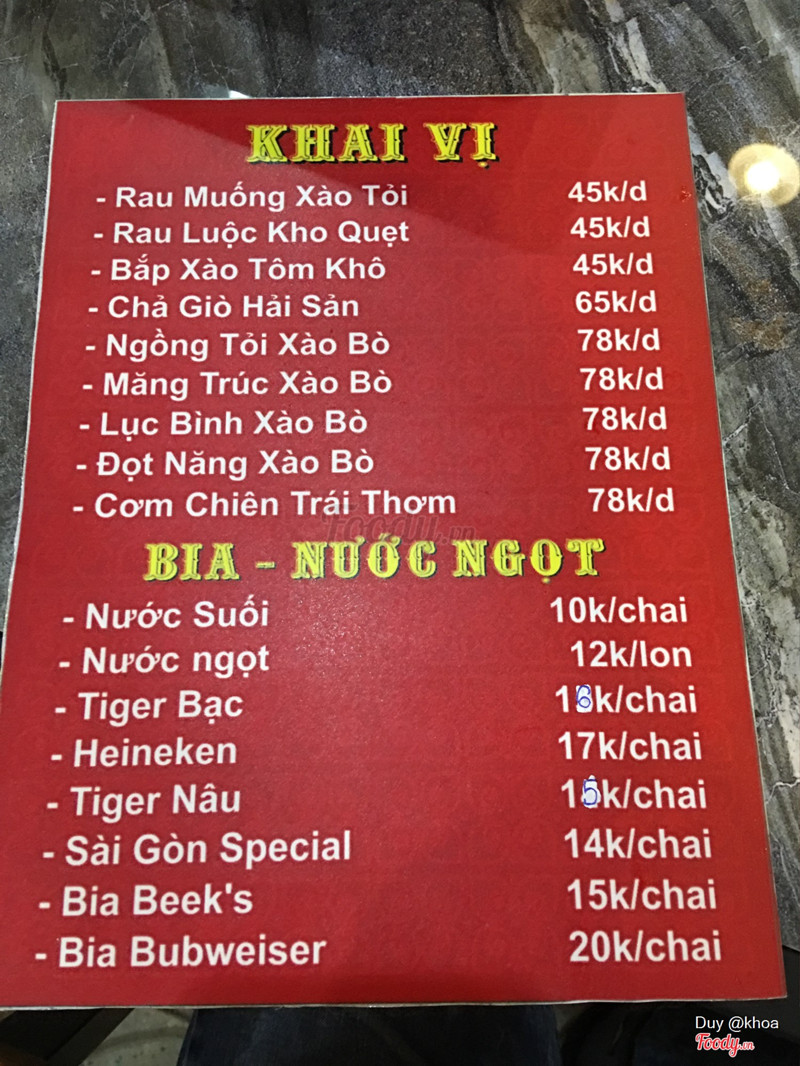 KHAI VỊ
- Rau Muống Xào Tỏi 45k/d
- Rau Luộc Kho Quẹt 45k/d
- Bắp Xào Tôm Khô 45k/d
- Chả Giò Hải Sản 65k/d
- Ngồng Tỏi Xào Bò 78k/d
- Măng Trúc Xào Bò 78k/d
- Lục Bình Xào Bò 78k/d
- Đọt Năng Xào Bò 78k/d
- Cơm Chiên Trái Thơm 78k/d
Foody.vn
BIA - NƯỚC NGỌT
- Nước Suối 10k/chai
- Nước ngọt 12k/lon
- Tiger Bạc 16k/chai
- Heineken 17k/chai
- Tiger Nâu 15k/chai
- Sài Gòn Special 14k/chai
- Bia Beek's 15k/chai
- Bia Bubweiser 20k/chai
Duy @khoa
Foody.vn